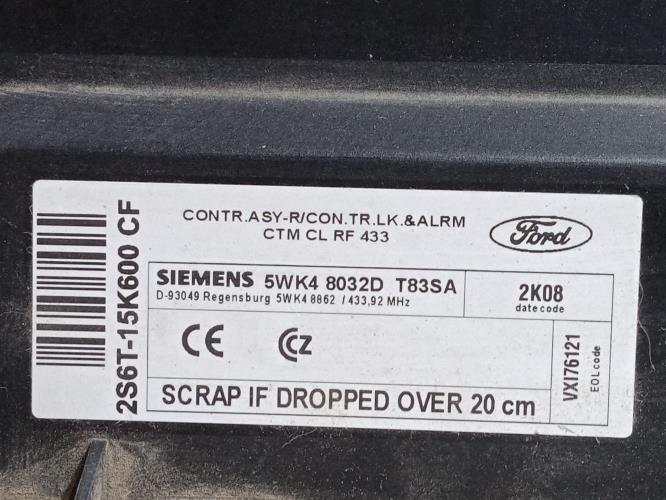 2S6T-15K600 CF
CONTR.ASY-R/CON.TR.LK.&ALRM
CTM CL RF 433
Ford
SIEMENS 5WK4 8032D T83SA
D-93049 Regensburg 5WK4 8862 / 433,92 MHz
2K08
date code
CE CZ
VXI76121
EOL code
SCRAP IF DROPPED OVER 20 cm